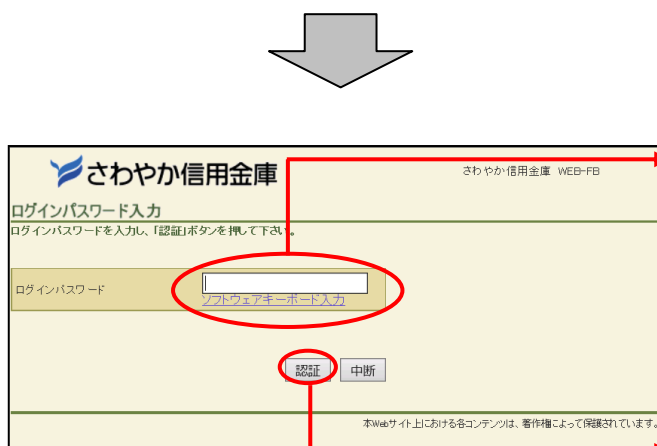 さわやか信用金庫
さわやか信用金庫 WEB-FB
ログインパスワード入力
ログインパスワードを入力し、「認証」ボタンを押して下さい。
ログインパスワード
ソフトウェアキーボード入力
認証 中断
本Webサイト上における各コンテンツは、著作権によって保護されています。